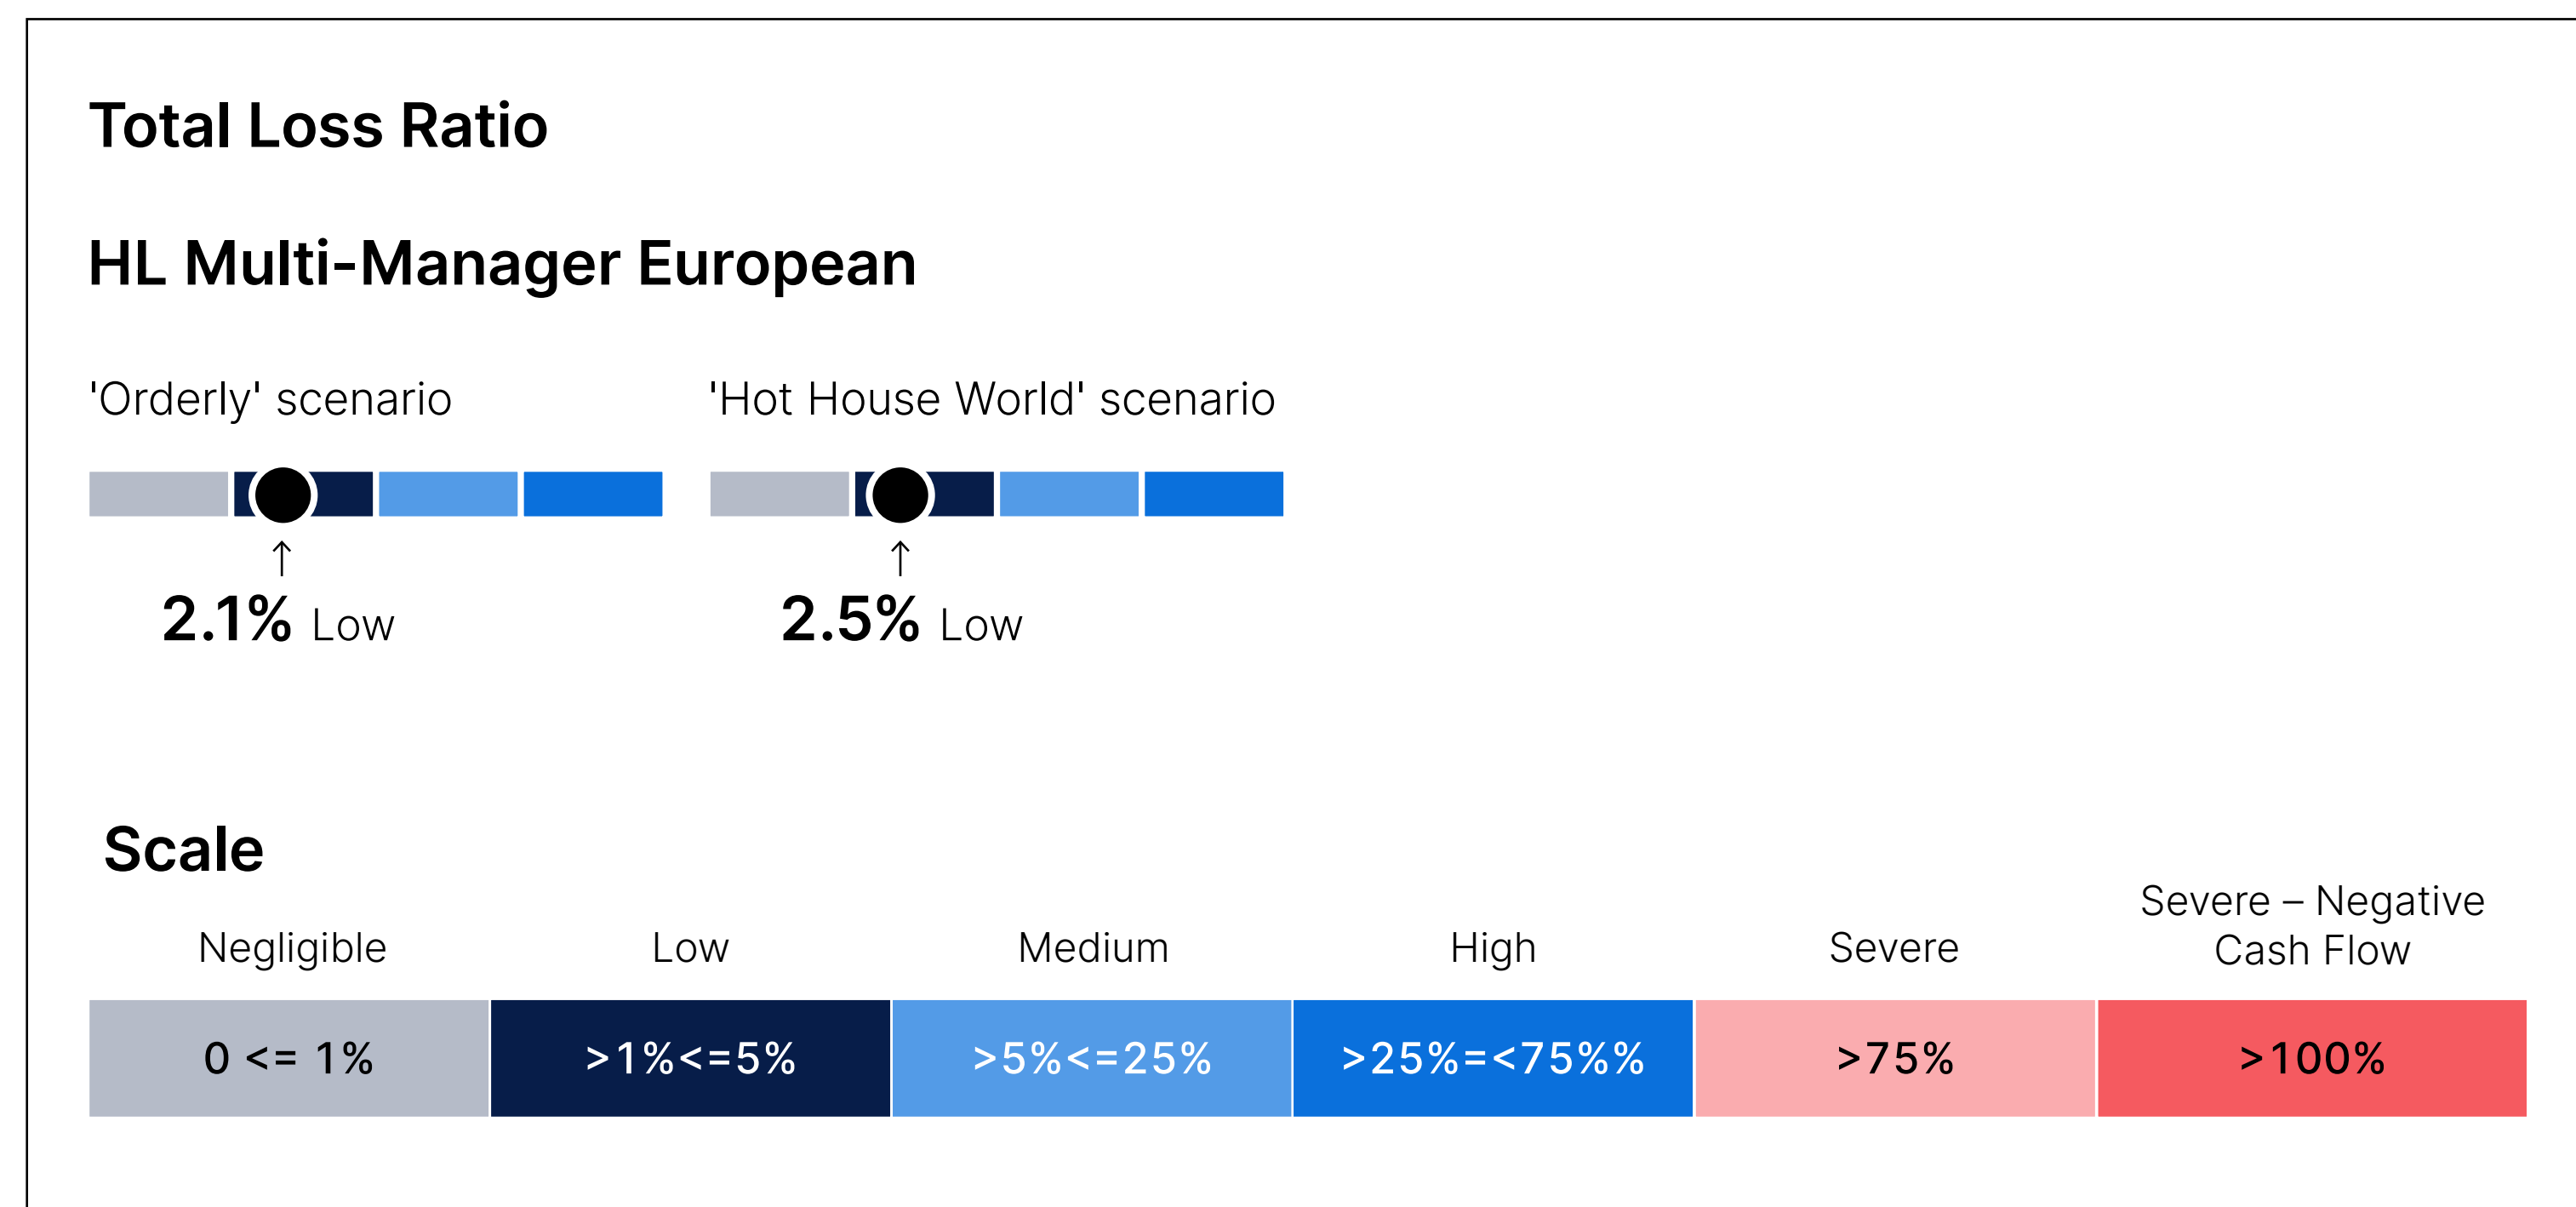 Total Loss Ratio
HL Multi-Manager European
'Orderly' scenario
'Hot House World' scenario
↑
↑
2.1% Low
2.5% Low
Scale
Negligible
Low
Medium
High
Severe
Severe – Negative
Cash Flow
0 <= 1%
>1%<=5%
>5%<=25%
>25%=<75%%
>75%
>100%